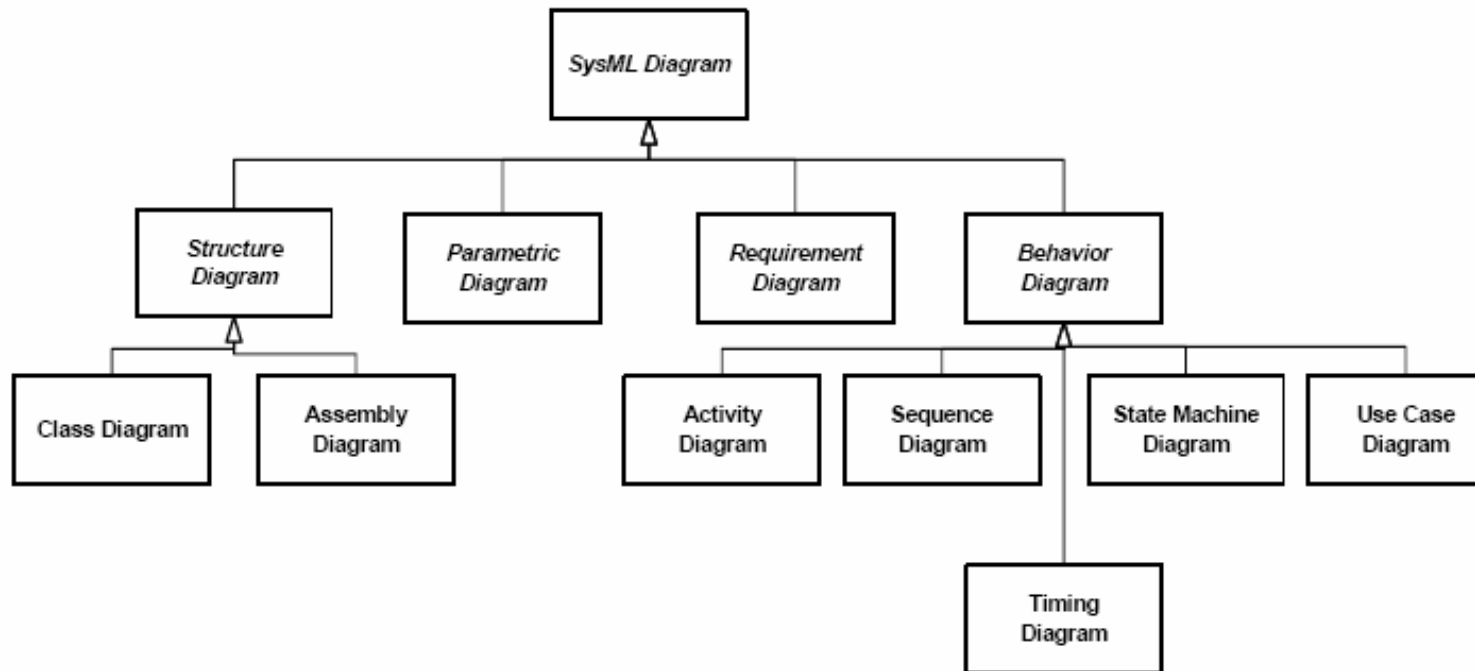 SysML Diagram
Structure
Diagram
Parametric
Diagram
Requirement
Diagram
Behavior
Diagram
Class Diagram
Assembly
Diagram
Activity
Diagram
Sequence
Diagram
State Machine
Diagram
Use Case
Diagram
Timing
Diagram